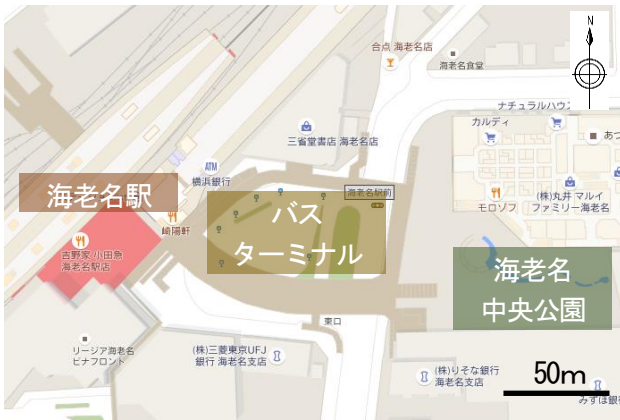 N
合点 海老名店
海老名食堂
ナチュラルハウス
カルディ
あつ
三省堂書店 海老名店
ATM
横浜銀行
海老名駅前
(株)丸井 マルイ
ファミリー海老名
モロゾフ
海老名駅
バス
ターミナル
崎陽軒
吉野家 小田急
海老名駅店
海老名
中央公園
東口
リージア海老名
ビナフロント
(株)三菱東京UFJ
銀行 海老名支店
(株)りそな銀行
海老名支店
50m
みずほ銀